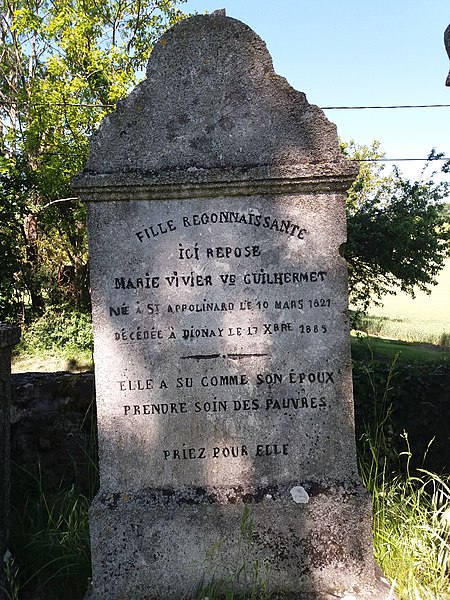 FILLE RECONNAISSANTE
ICI REPOSE
MARIE VIVIER Vᵉ GUILHERMET
NÉE À Sᵀ APPOLINARD LE 10 MARS 1821
DÉCÉDÉE À DIONAY LE 17 XBRE 1885
ELLE A SU COMME SON ÉPOUX
PRENDRE SOIN DES PAUVRES
PRIEZ POUR ELLE